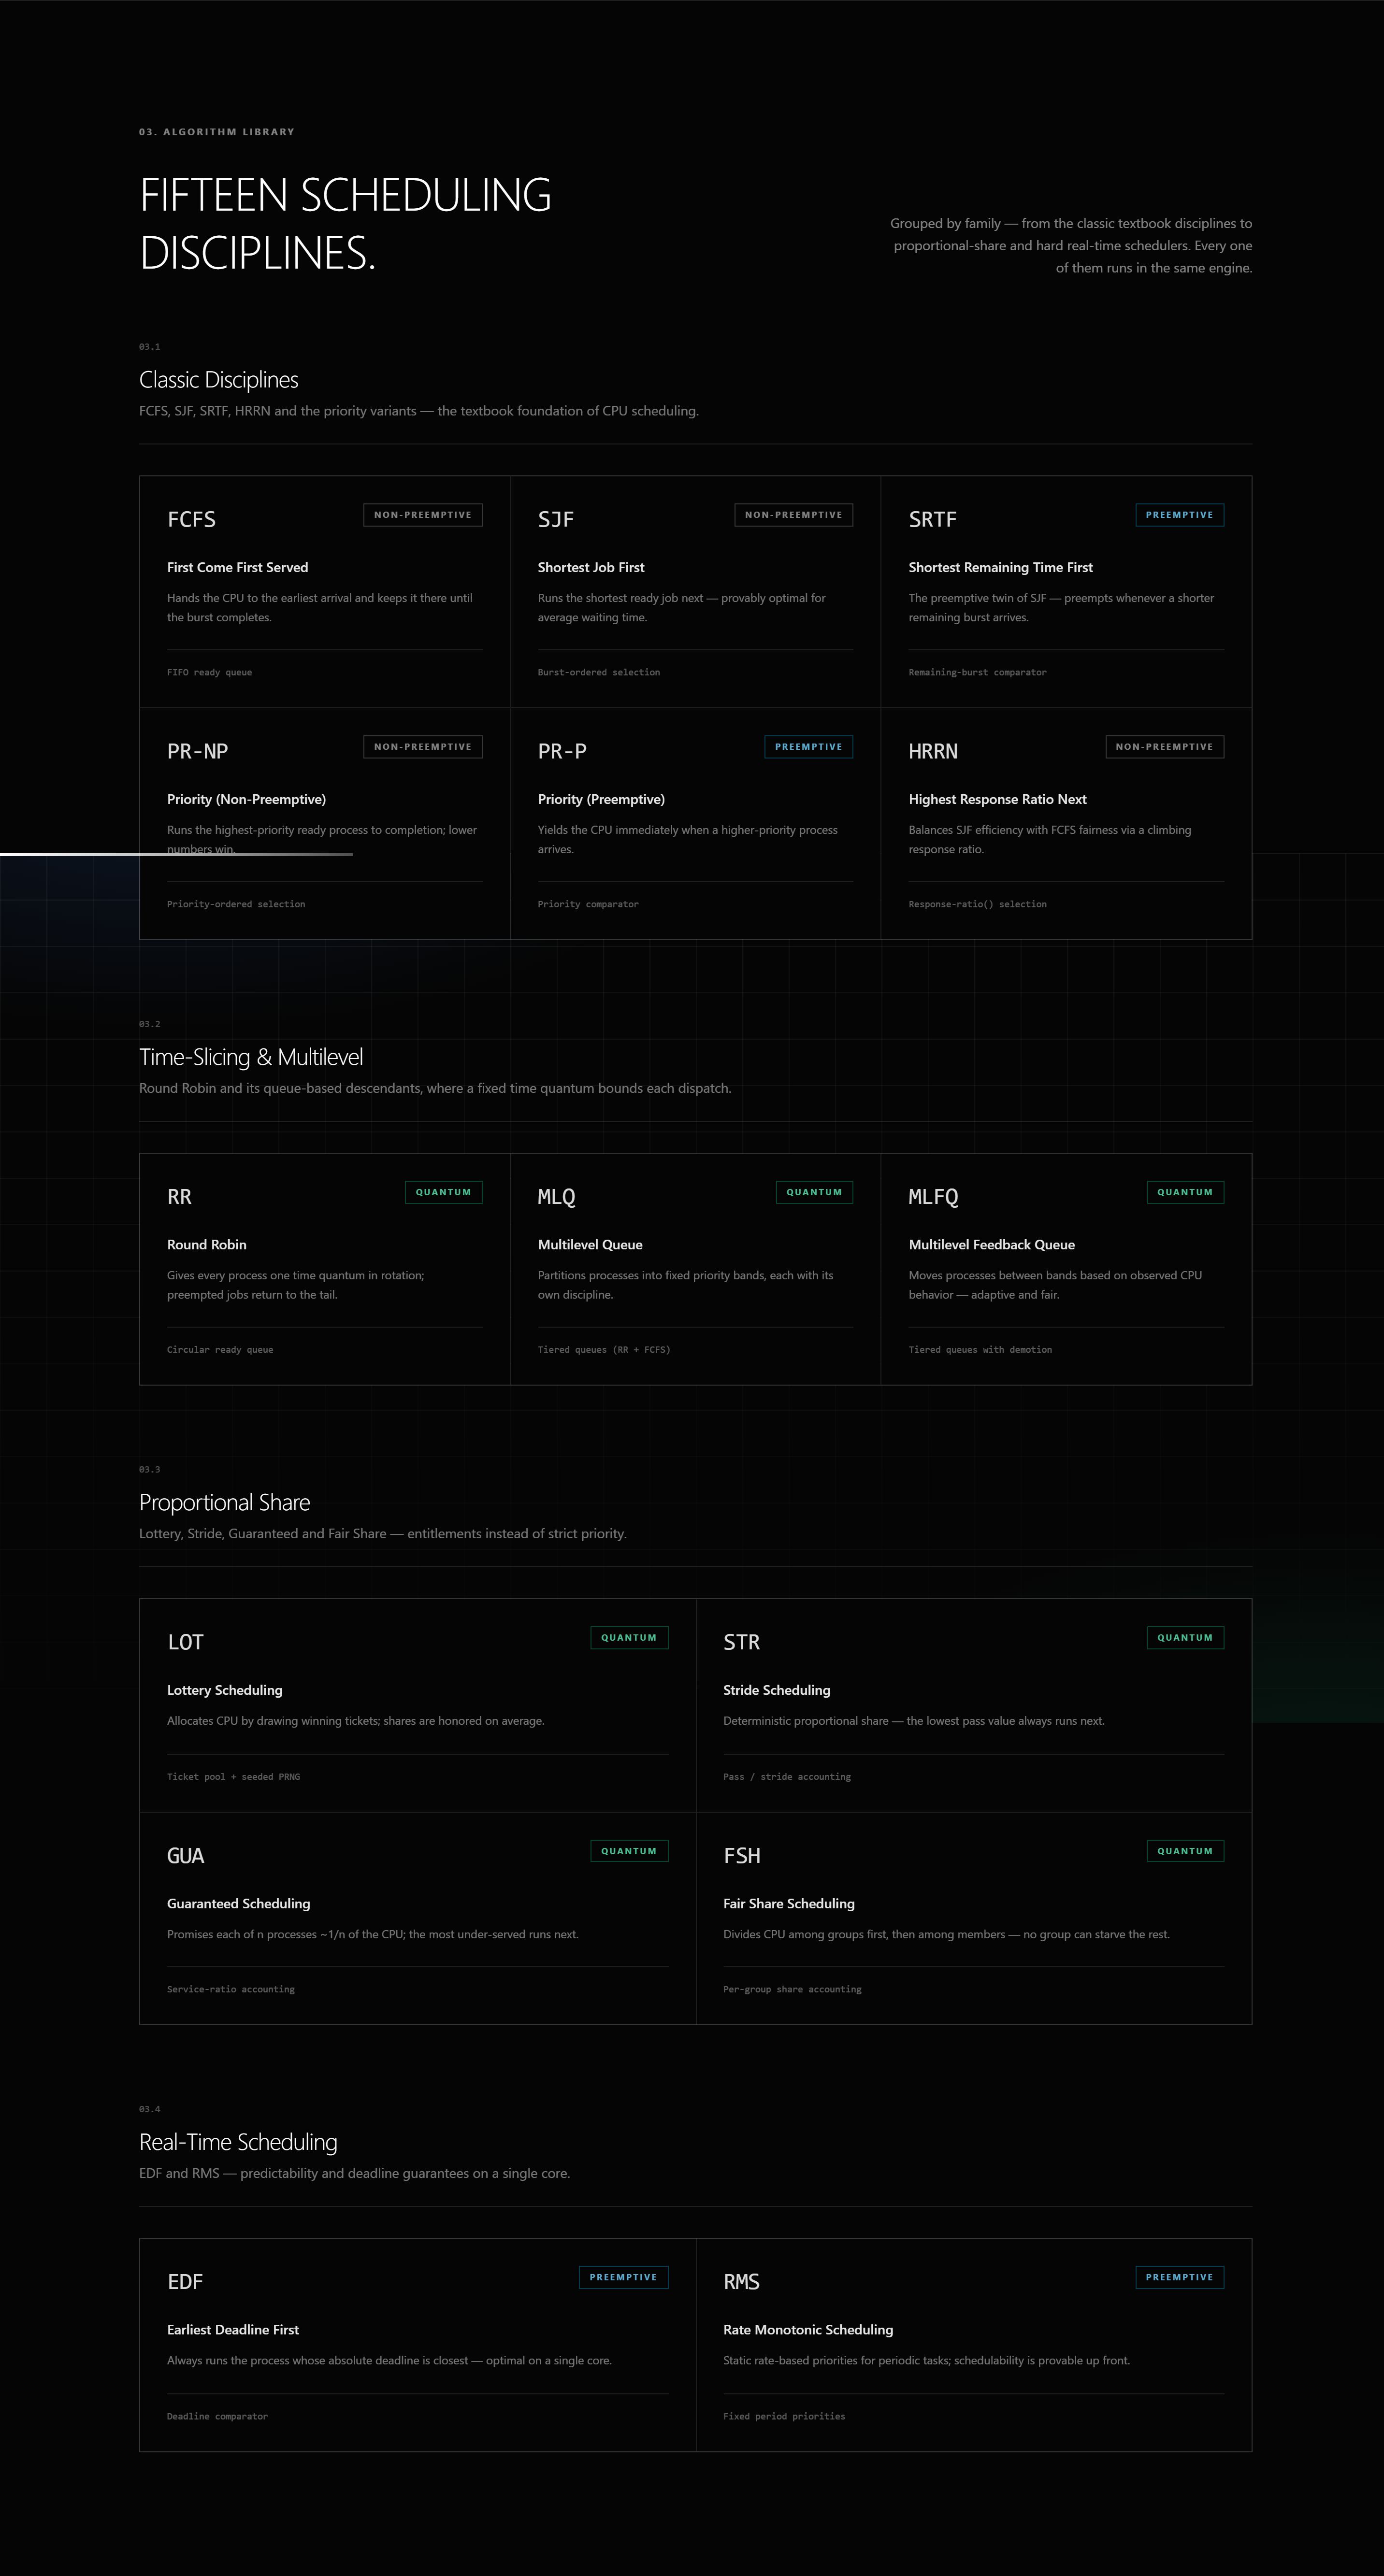 03. ALGORITHM LIBRARY
FIFTEEN SCHEDULING
DISCIPLINES.
Grouped by family — from the classic textbook disciplines to
proportional-share and hard real-time schedulers. Every one
of them runs in the same engine.
03.1
Classic Disciplines
FCFS, SJF, SRTF, HRRN and the priority variants — the textbook foundation of CPU scheduling.
FCFS
NON-PREEMPTIVE
First Come First Served
Hands the CPU to the earliest arrival and keeps it there until
the burst completes.
FIFO ready queue
SJF
NON-PREEMPTIVE
Shortest Job First
Runs the shortest ready job next — provably optimal for
average waiting time.
Burst-ordered selection
SRTF
PREEMPTIVE
Shortest Remaining Time First
The preemptive twin of SJF — preempts whenever a shorter
remaining burst arrives.
Remaining-burst comparator
PR-NP
NON-PREEMPTIVE
Priority (Non-Preemptive)
Runs the highest-priority ready process to completion; lower
numbers win.
Priority-ordered selection
PR-P
PREEMPTIVE
Priority (Preemptive)
Yields the CPU immediately when a higher-priority process
arrives.
Priority comparator
HRRN
NON-PREEMPTIVE
Highest Response Ratio Next
Balances SJF efficiency with FCFS fairness via a climbing
response ratio.
Response-ratio() selection
03.2
Time-Slicing & Multilevel
Round Robin and its queue-based descendants, where a fixed time quantum bounds each dispatch.
RR
QUANTUM
Round Robin
Gives every process one time quantum in rotation;
preempted jobs return to the tail.
Circular ready queue
MLQ
QUANTUM
Multilevel Queue
Partitions processes into fixed priority bands, each with its
own discipline.
Tiered queues (RR + FCFS)
MLFQ
QUANTUM
Multilevel Feedback Queue
Moves processes between bands based on observed CPU
behavior — adaptive and fair.
Tiered queues with demotion
03.3
Proportional Share
Lottery, Stride, Guaranteed and Fair Share — entitlements instead of strict priority.
LOT
QUANTUM
Lottery Scheduling
Allocates CPU by drawing winning tickets; shares are honored on average.
Ticket pool + seeded PRNG
STR
QUANTUM
Stride Scheduling
Deterministic proportional share — the lowest pass value always runs next.
Pass / stride accounting
GUA
QUANTUM
Guaranteed Scheduling
Promises each of n processes ~1/n of the CPU; the most under-served runs next.
Service-ratio accounting
FSH
QUANTUM
Fair Share Scheduling
Divides CPU among groups first, then among members — no group can starve the rest.
Per-group share accounting
03.4
Real-Time Scheduling
EDF and RMS — predictability and deadline guarantees on a single core.
EDF
PREEMPTIVE
Earliest Deadline First
Always runs the process whose absolute deadline is closest — optimal on a single core.
Deadline comparator
RMS
PREEMPTIVE
Rate Monotonic Scheduling
Static rate-based priorities for periodic tasks; schedulability is provable up front.
Fixed period priorities